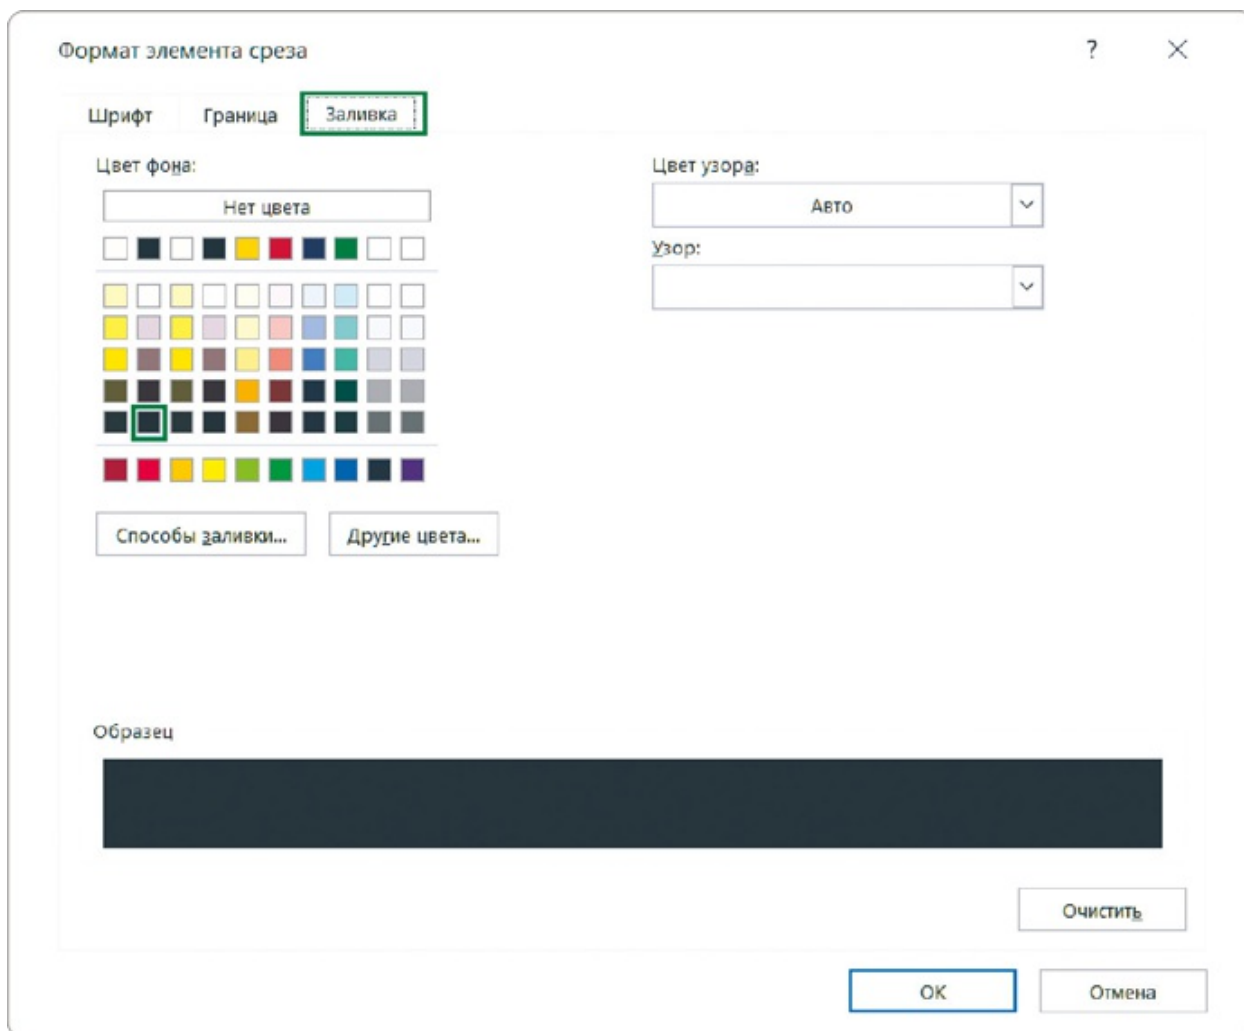 Формат элемента среза ?
Шрифт Граница Заливка
Цвет фона: Цвет узора:
Нет цвета Авто
Узор:
Способы заливки... Другие цвета...
Образец
Очистить
ОК Отмена